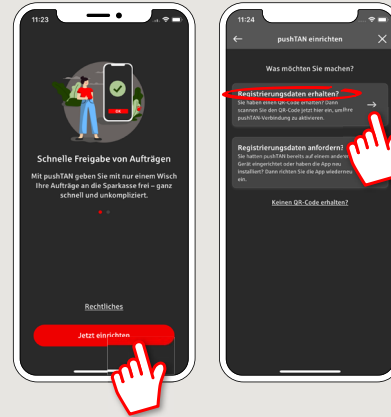 11:23
OK
Schnelle Freigabe von Aufträgen
Mit pushTAN geben Sie mit nur einem Wisch
Ihre Aufträge an die Sparkasse frei – ganz
schnell und unkompliziert.
Rechtliches
Jetzt einrichten
11:24
pushTAN einrichten
Was möchten Sie machen?
Registrierungsdaten erhalten?
Sie haben einen QR-Code erhalten? Dann
scannen Sie den QR-Code jetzt hier ein, um Ihre
pushTAN-Verbindung zu aktivieren.
Registrierungsdaten anfordern?
Sie hatten pushTAN bereits auf einem anderen
Gerät eingerichtet oder haben die App neu
installiert? Dann richten Sie die App wieder neu
ein.
Keinen QR-Code erhalten?